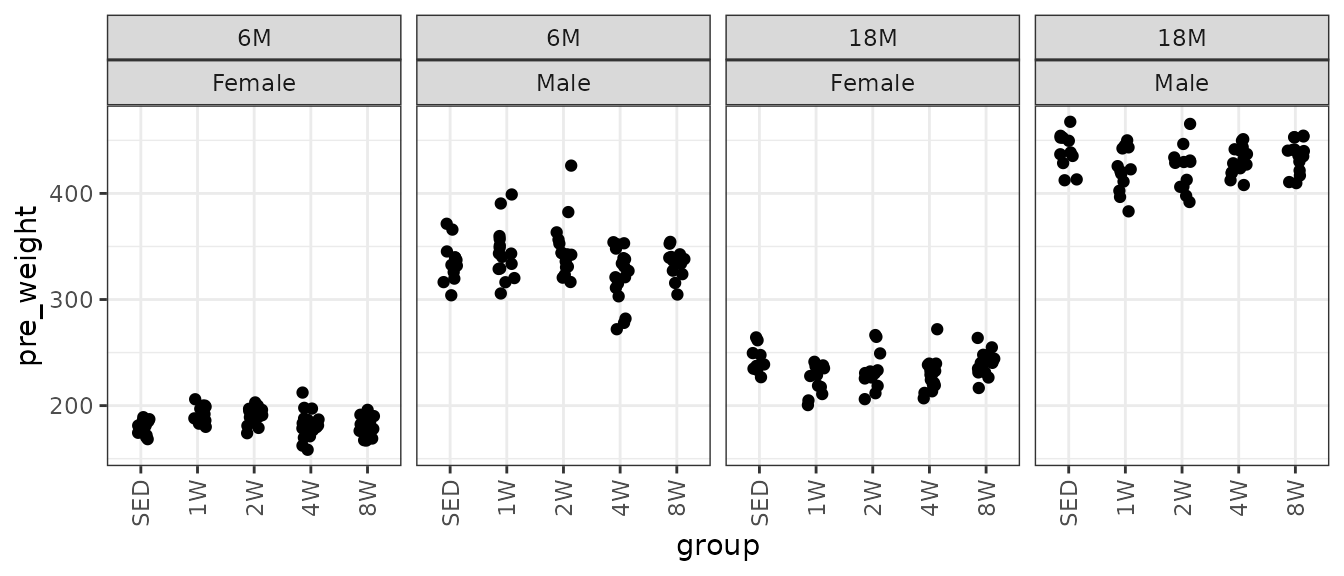 6M 6M 18M 18M
Female Male Female Male
pre_weight
400
300
200
SED 1W 2W 4W 8W SED 1W 2W 4W 8W SED 1W 2W 4W 8W SED 1W 2W 4W 8W
group